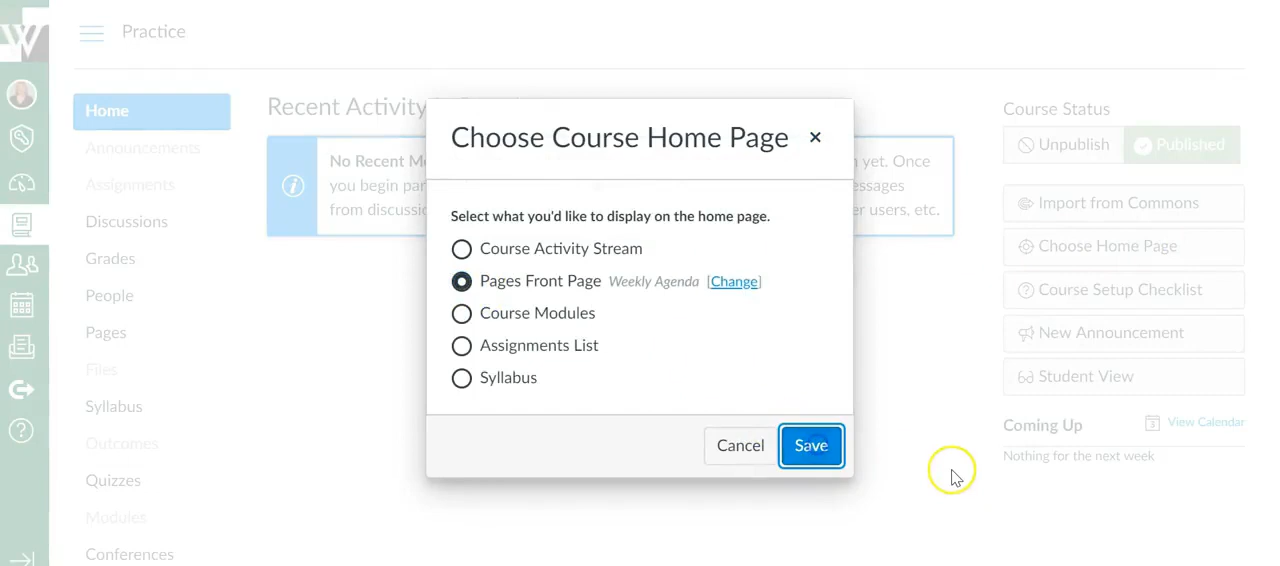 W
Practice
Home
Announcements
Assignments
Discussions
Grades
People
Pages
Files
Syllabus
Outcomes
Quizzes
Modules
Conferences
Recent Activity
No Recent M
you begin par
from discussi
n yet. Once
essages
er users, etc.
Choose Course Home Page
Select what you'd like to display on the home page.
Course Activity Stream
Pages Front Page Weekly Agenda [Change]
Course Modules
Assignments List
Syllabus
Cancel Save
Course Status
Unpublish Published
Import from Commons
Choose Home Page
Course Setup Checklist
New Announcement
Student View
Coming Up 3 View Calendar
Nothing for the next week